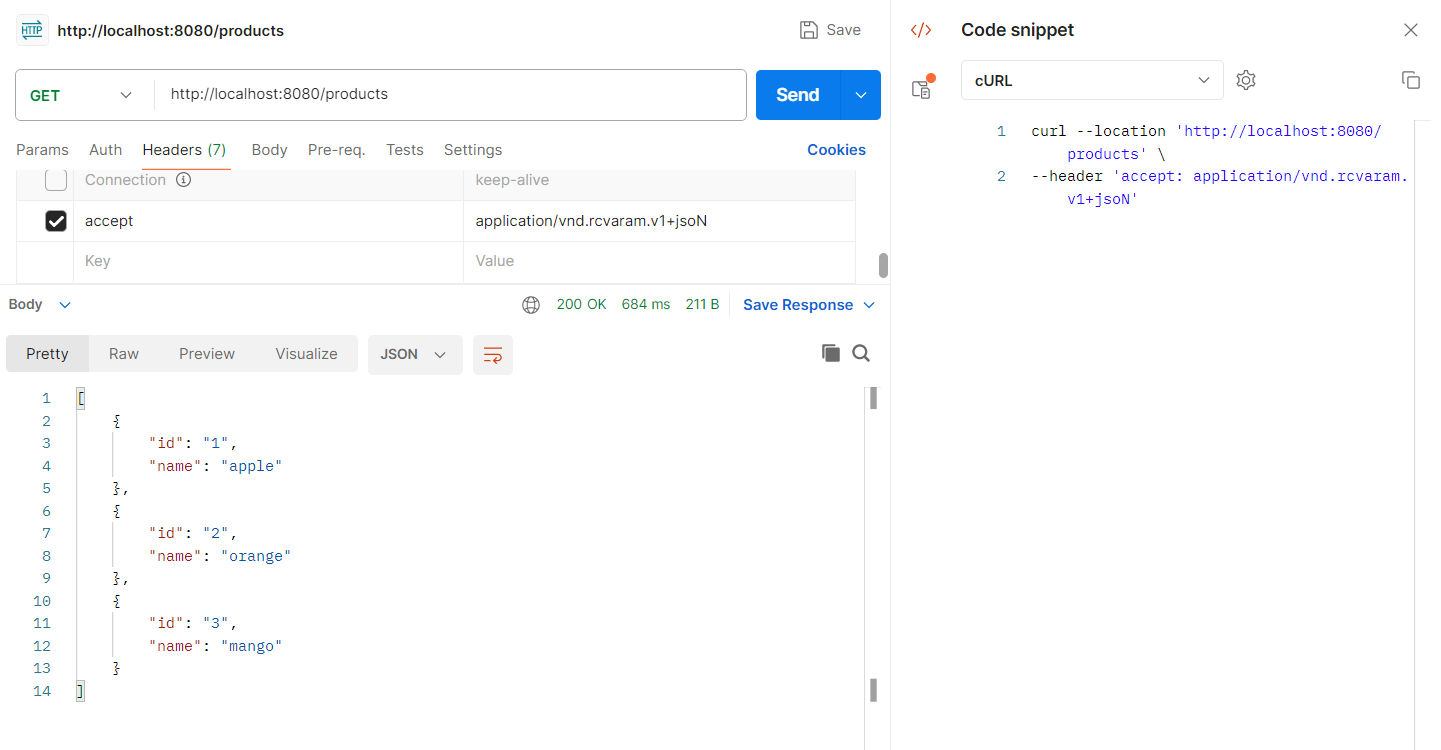 HTTP http://localhost:8080/products Save
GET http://localhost:8080/products Send
Params Auth Headers (7) Body Pre-req. Tests Settings Cookies
Connection keep-alive
accept application/vnd.rcvaram.v1+jsoN
Key Value
Body 200 OK 684 ms 211 B Save Response
Pretty Raw Preview Visualize JSON
1 [
2 {
3 "id": "1",
4 "name": "apple"
5 },
6 {
7 "id": "2",
8 "name": "orange"
9 },
10 {
11 "id": "3",
12 "name": "mango"
13 }
14 ]
</> Code snippet
cURL
1 curl --location 'http://localhost:8080/
products' \
2 --header 'accept: application/vnd.rcvaram.
v1+jsoN'